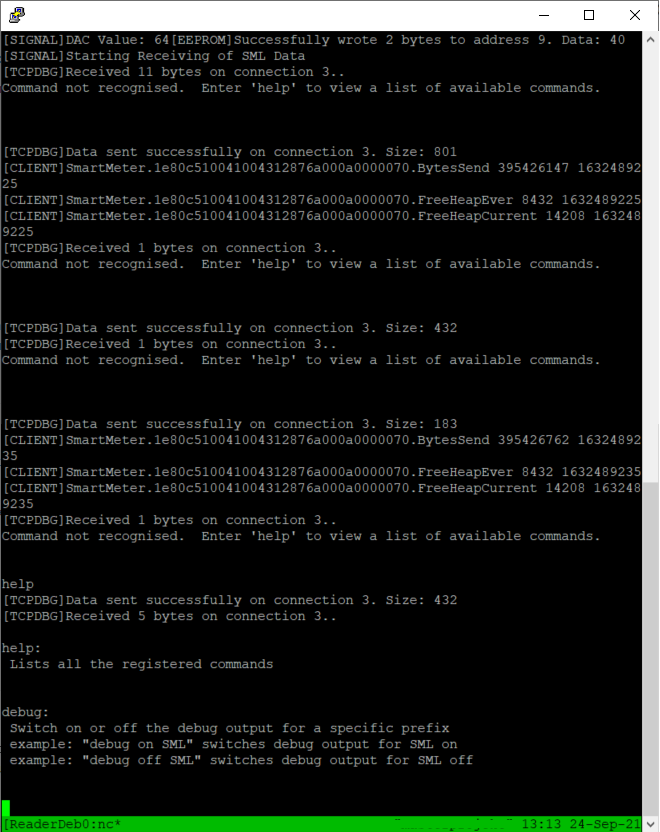 [SIGNAL]DAC Value: 64[EEPROM]Successfully wrote 2 bytes to address 9. Data: 40
[SIGNAL]Starting Receiving of SML Data
[TCPDBG]Received 11 bytes on connection 3..
Command not recognised.  Enter 'help' to view a list of available commands.
[TCPDBG]Data sent successfully on connection 3. Size: 801
[CLIENT]SmartMeter.1e80c510041004312876a000a0000070.BytesSend 395426147 16324892
25
[CLIENT]SmartMeter.1e80c510041004312876a000a0000070.FreeHeapEver 8432 1632489225
[CLIENT]SmartMeter.1e80c510041004312876a000a0000070.FreeHeapCurrent 14208 163248
9225
[TCPDBG]Received 1 bytes on connection 3..
Command not recognised.  Enter 'help' to view a list of available commands.
[TCPDBG]Data sent successfully on connection 3. Size: 432
[TCPDBG]Received 1 bytes on connection 3..
Command not recognised.  Enter 'help' to view a list of available commands.
[TCPDBG]Data sent successfully on connection 3. Size: 183
[CLIENT]SmartMeter.1e80c510041004312876a000a0000070.BytesSend 395426762 16324892
35
[CLIENT]SmartMeter.1e80c510041004312876a000a0000070.FreeHeapEver 8432 1632489235
[CLIENT]SmartMeter.1e80c510041004312876a000a0000070.FreeHeapCurrent 14208 163248
9235
[TCPDBG]Received 1 bytes on connection 3..
Command not recognised.  Enter 'help' to view a list of available commands.
help
[TCPDBG]Data sent successfully on connection 3. Size: 432
[TCPDBG]Received 5 bytes on connection 3..
help:
 Lists all the registered commands
debug:
 Switch on or off the debug output for a specific prefix
 example: "debug on SML" switches debug output for SML on
 example: "debug off SML" switches debug output for SML off
[ReaderDeb0:nc* 13:13 24-Sep-21